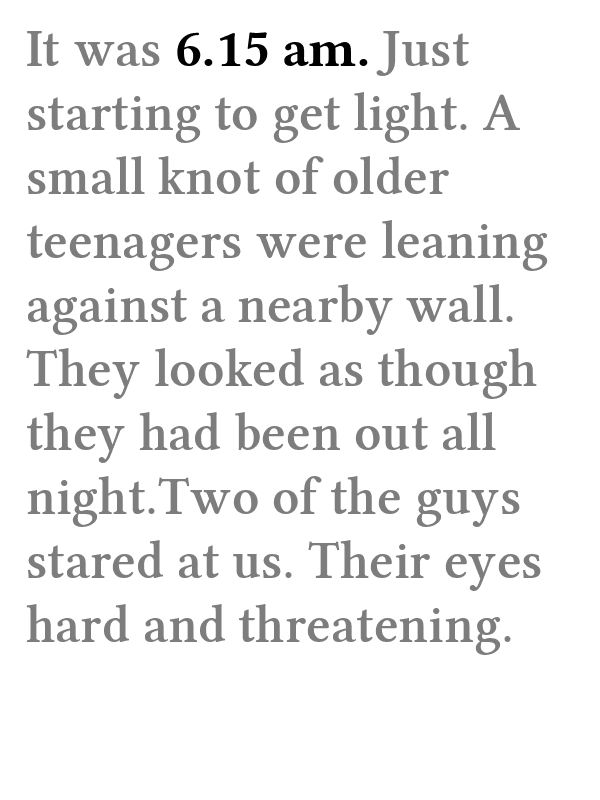 It was 6.15 am. Just
starting to get light. A
small knot of older
teenagers were leaning
against a nearby wall.
They looked as though
they had been out all
night.Two of the guys
stared at us. Their eyes
hard and threatening.